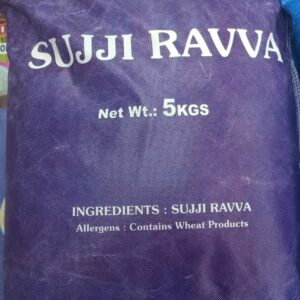 SUJJI RAVVA
Net Wt.: 5KGS
INGREDIENTS : SUJJI RAVVA
Allergens : Contains Wheat Products